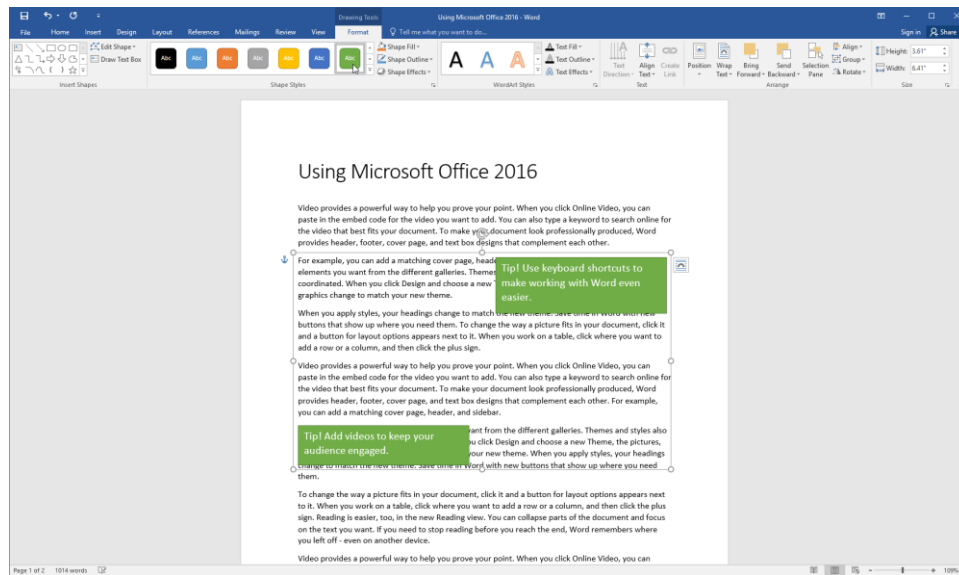 Drawing Tools
Using Microsoft Office 2016 - Word
File Home Insert Design Layout References Mailings Review View Format Tell me what you want to do... Sign in Share
Edit Shape
Draw Text Box
Abc Abc Abc Abc Abc Abc Abc
Shape Fill
Shape Outline
Shape Effects
A A A
Text Fill
Text Outline
Text Effects
Text Direction
Align Text
Create Link
Position
Wrap Text
Bring Forward
Send Backward
Selection Pane
Align
Group
Rotate
Height: 3.61"
Width: 6.41"
Insert Shapes Shape Styles WordArt Styles Text Arrange Size
Using Microsoft Office 2016
Video provides a powerful way to help you prove your point. When you click Online Video, you can
paste in the embed code for the video you want to add. You can also type a keyword to search online for
the video that best fits your document. To make your document look professionally produced, Word
provides header, footer, cover page, and text box designs that complement each other.
For example, you can add a matching cover page, heade
elements you want from the different galleries. Themes
coordinated. When you click Design and choose a new
graphics change to match your new theme.
Tip! Use keyboard shortcuts to
make working with Word even
easier.
When you apply styles, your headings change to match the new theme. Save time in Word with new
buttons that show up where you need them. To change the way a picture fits in your document, click it
and a button for layout options appears next to it. When you work on a table, click where you want to
add a row or a column, and then click the plus sign.
Video provides a powerful way to help you prove your point. When you click Online Video, you can
paste in the embed code for the video you want to add. You can also type a keyword to search online for
the video that best fits your document. To make your document look professionally produced, Word
provides header, footer, cover page, and text box designs that complement each other. For example,
you can add a matching cover page, header, and sidebar.
Tip! Add videos to keep your
audience engaged.
want from the different galleries. Themes and styles also
ou click Design and choose a new Theme, the pictures,
your new theme. When you apply styles, your headings
change to match the new theme. Save time in Word with new buttons that show up where you need
them.
To change the way a picture fits in your document, click it and a button for layout options appears next
to it. When you work on a table, click where you want to add a row or a column, and then click the plus
sign. Reading is easier, too, in the new Reading view. You can collapse parts of the document and focus
on the text you want. If you need to stop reading before you reach the end, Word remembers where
you left off - even on another device.
Video provides a powerful way to help you prove your point. When you click Online Video, you can
Page 1 of 2 1014 words 109%